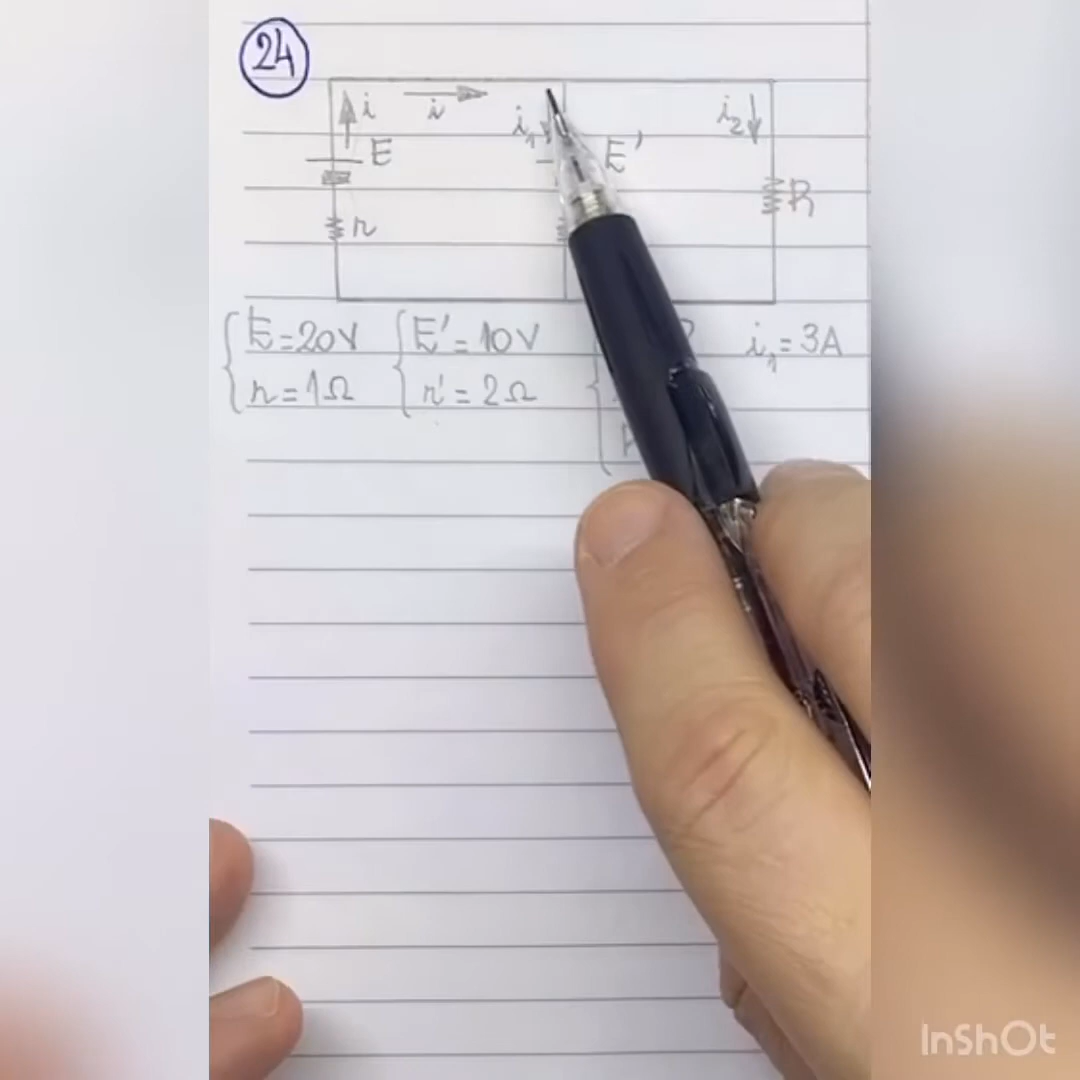 24
i i i₁ i₂
E E'
r R
E=20V E'=10V i₁=3A
r=1Ω r'=2Ω
InShOt